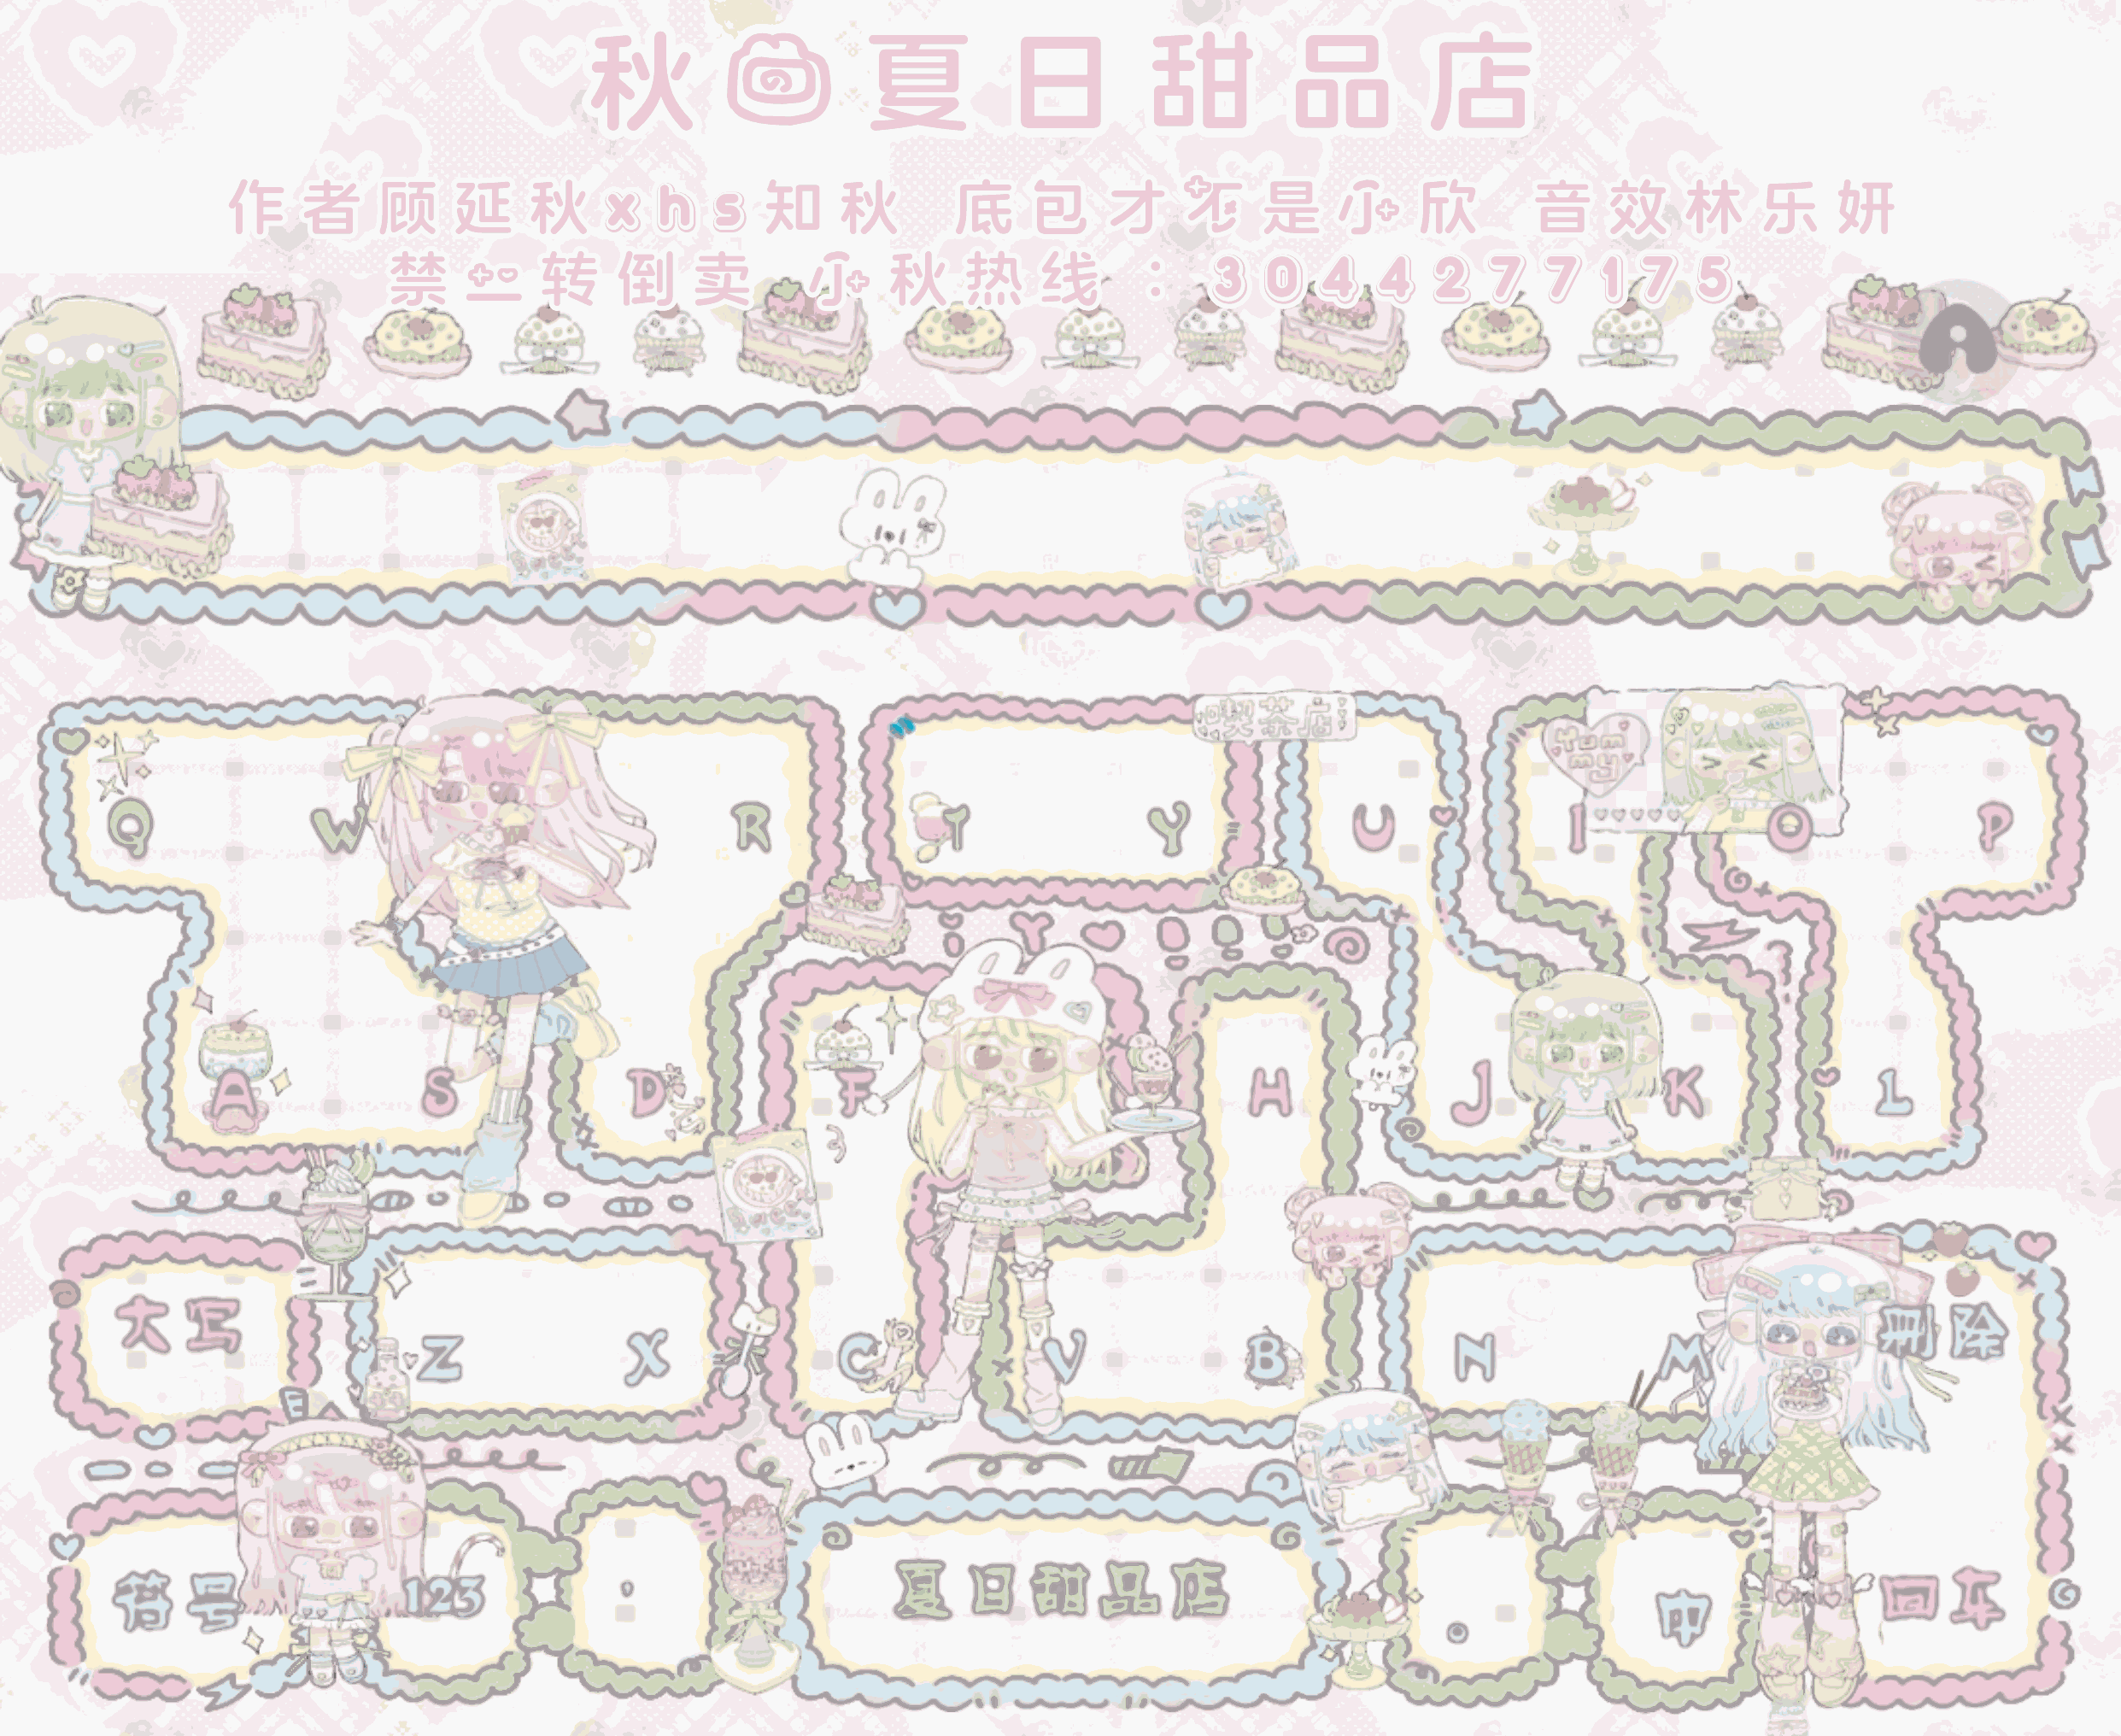 秋の夏日甜品店
作者顾延秋xhs知秋 底包才不是小欣 音效林乐妍
禁二转倒卖 小秋热线:3044277175
A
喫茶店
Yummy
Q W R T Y U I O P
A S D F H J K L
大写 Z X C V B N M 删除
符号 123 , 夏日甜品店 。 中 回车